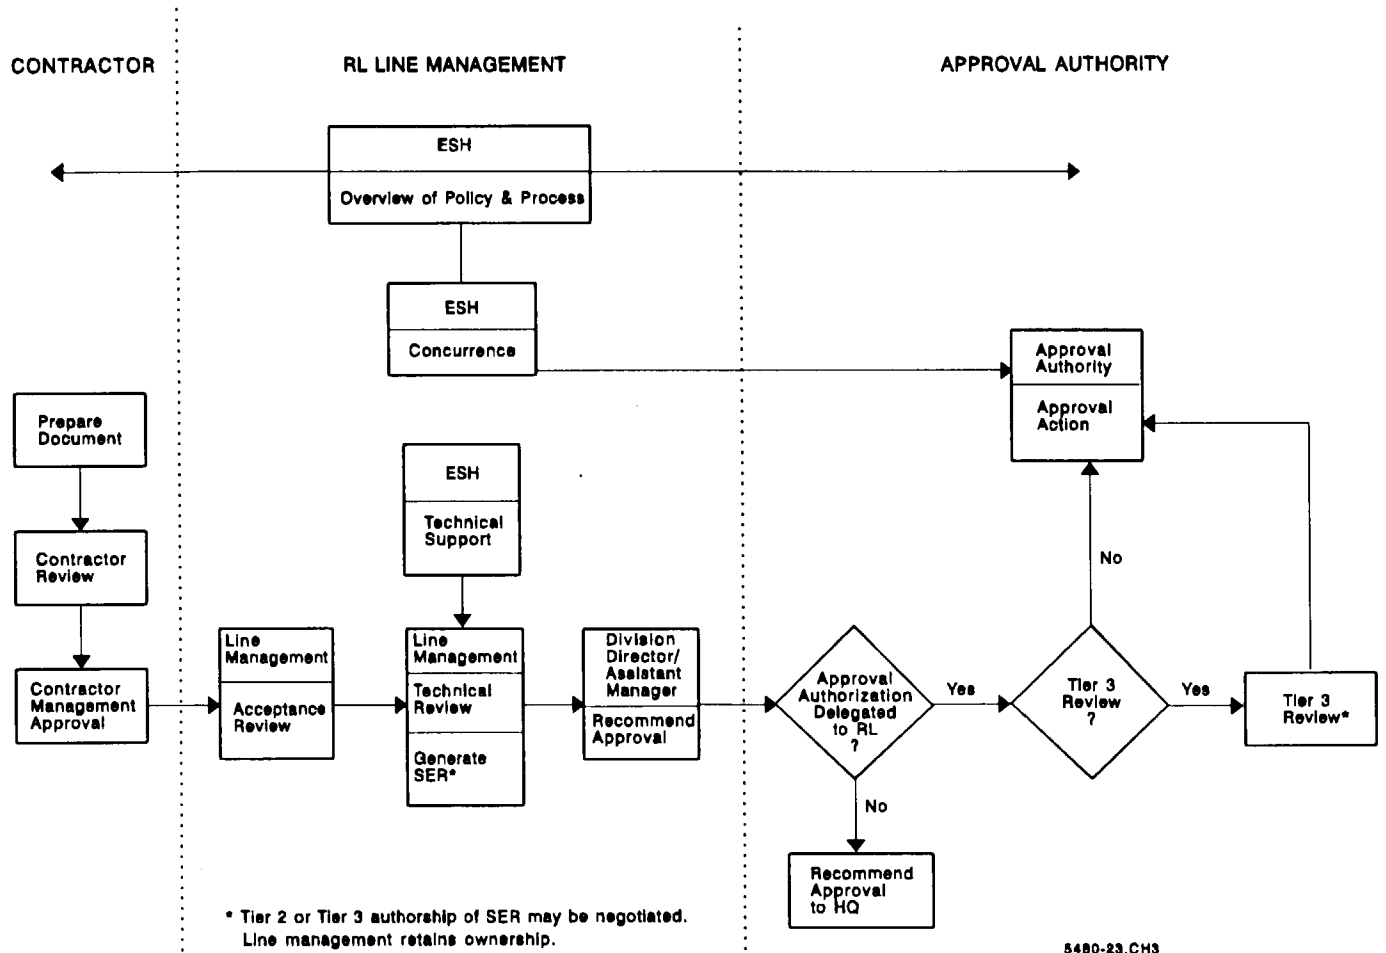 CONTRACTOR
RL LINE MANAGEMENT
APPROVAL AUTHORITY
ESH
Overview of Policy & Process
ESH
Concurrence
Approval
Authority
Approval
Action
Prepare
Document
Contractor
Review
Contractor
Management
Approval
ESH
Technical
Support
Line
Management
Acceptance
Review
Line
Management
Technical
Review
Generate
SER*
Division
Director/
Assistant
Manager
Recommend
Approval
Approval
Authorization
Delegated
to RL
?
Yes
No
Recommend
Approval
to HQ
Tier 3
Review
?
No
Yes
Tier 3
Review*
* Tier 2 or Tier 3 authorship of SER may be negotiated.
Line management retains ownership.
5480-23.CH3